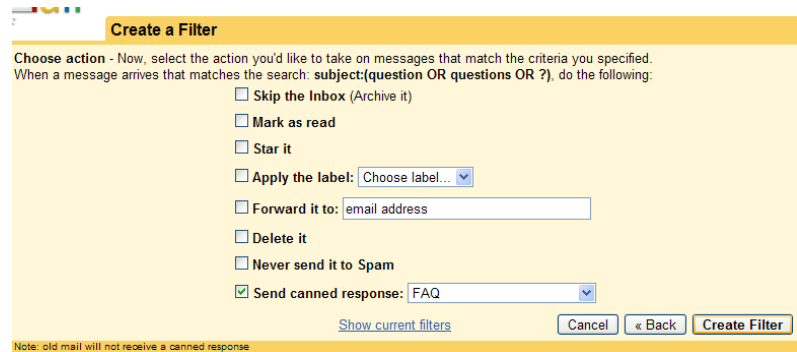 Create a Filter
Choose action - Now, select the action you'd like to take on messages that match the criteria you specified.
When a message arrives that matches the search: subject:(question OR questions OR ?), do the following:
Skip the Inbox (Archive it)
Mark as read
Star it
Apply the label: Choose label...
Forward it to: email address
Delete it
Never send it to Spam
Send canned response: FAQ
Show current filters Cancel « Back Create Filter
Note: old mail will not receive a canned response